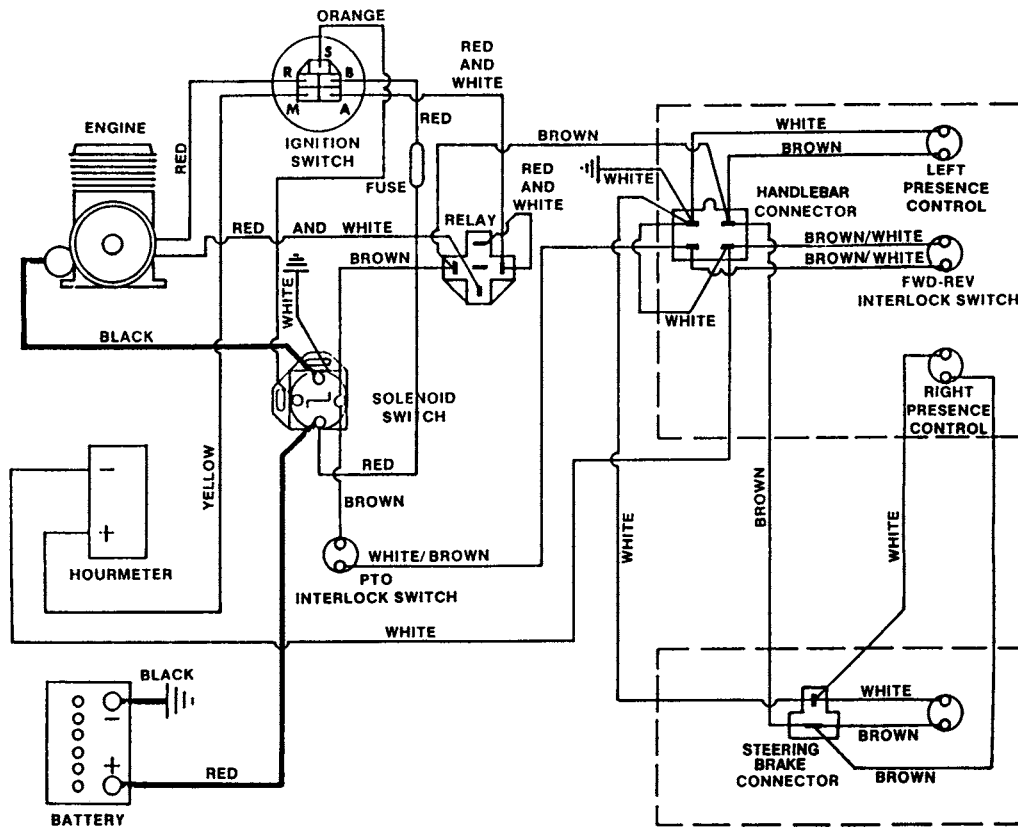 ORANGE
S
R
B
M
A
IGNITION
SWITCH
RED
AND
WHITE
RED
RED
FUSE
ENGINE
BROWN
RED
AND
WHITE
RELAY
WHITE
WHITE
BROWN
LEFT
PRESENCE
CONTROL
HANDLEBAR
CONNECTOR
RED AND WHITE
BROWN
BROWN/WHITE
BROWN/WHITE
FWD-REV
INTERLOCK SWITCH
WHITE
WHITE
BLACK
SOLENOID
SWITCH
RIGHT
PRESENCE
CONTROL
RED
BROWN
YELLOW
−
+
HOURMETER
WHITE/BROWN
PTO
INTERLOCK SWITCH
WHITE
BROWN
WHITE
WHITE
BLACK
−
+
RED
BATTERY
WHITE
BROWN
STEERING
BRAKE
CONNECTOR
BROWN